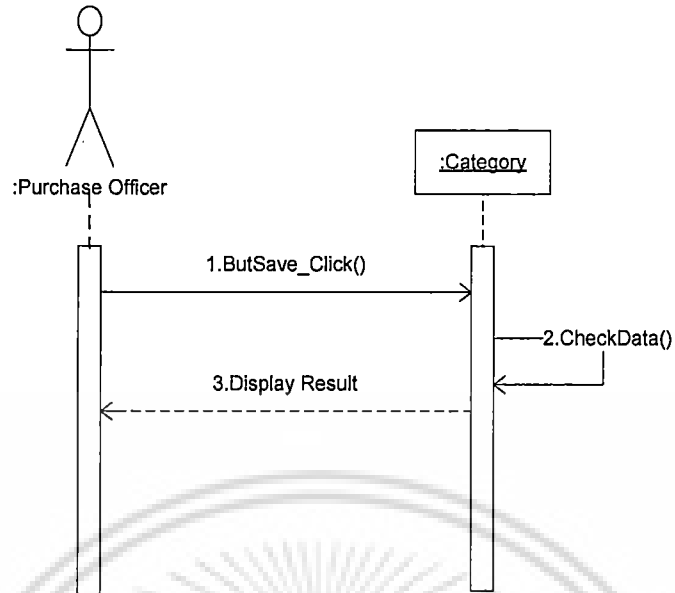 :Purchase Officer
:Category
1.ButSave_Click()
2.CheckData()
3.Display Result